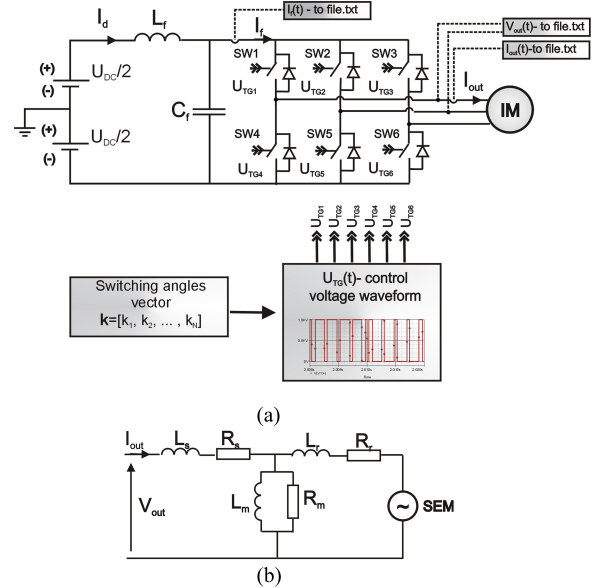 I_f(t) - to file.txt
I_d
L_f
I_f
V_out(t) - to file.txt
I_out(t)-to file.txt
SW1
SW2
SW3
(+)
(-)
U_DC/2
U_TG1
U_TG2
U_TG3
I_out
IM
C_f
(+)
(-)
U_DC/2
SW4
SW5
SW6
U_TG4
U_TG5
U_TG6
U_TG1
U_TG2
U_TG3
U_TG4
U_TG5
U_TG6
Switching angles
vector
k=[k_1, k_2, ... , k_N]
U_TG(t)- control
voltage waveform
(a)
I_out
L_s
R_s
L_r
R_r
V_out
L_m
R_m
~
SEM
(b)